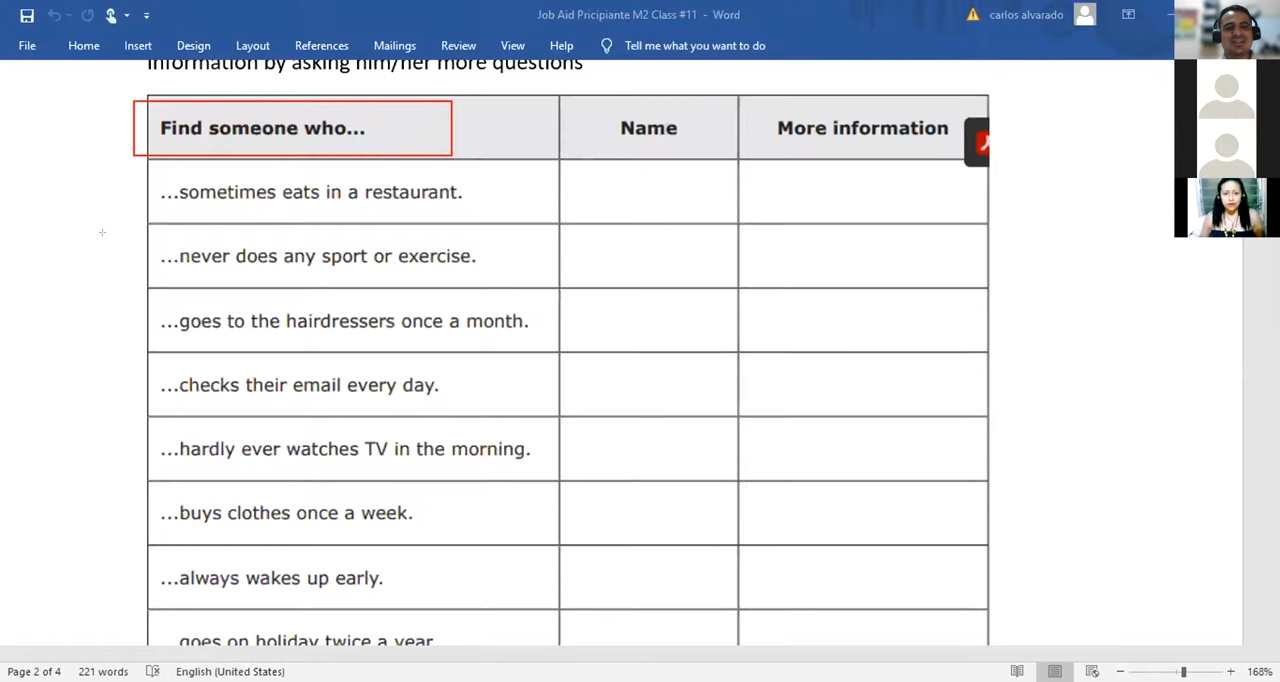 Job Aid Pricipiante M2 Class #11 - Word
carlos alvarado
File Home Insert Design Layout References Mailings Review View Help Tell me what you want to do
Information by asking him/her more questions
Find someone who... Name More information
...sometimes eats in a restaurant.
...never does any sport or exercise.
...goes to the hairdressers once a month.
...checks their email every day.
...hardly ever watches TV in the morning.
...buys clothes once a week.
...always wakes up early.
...goes on holiday twice a year
Page 2 of 4 221 words English (United States) 168%